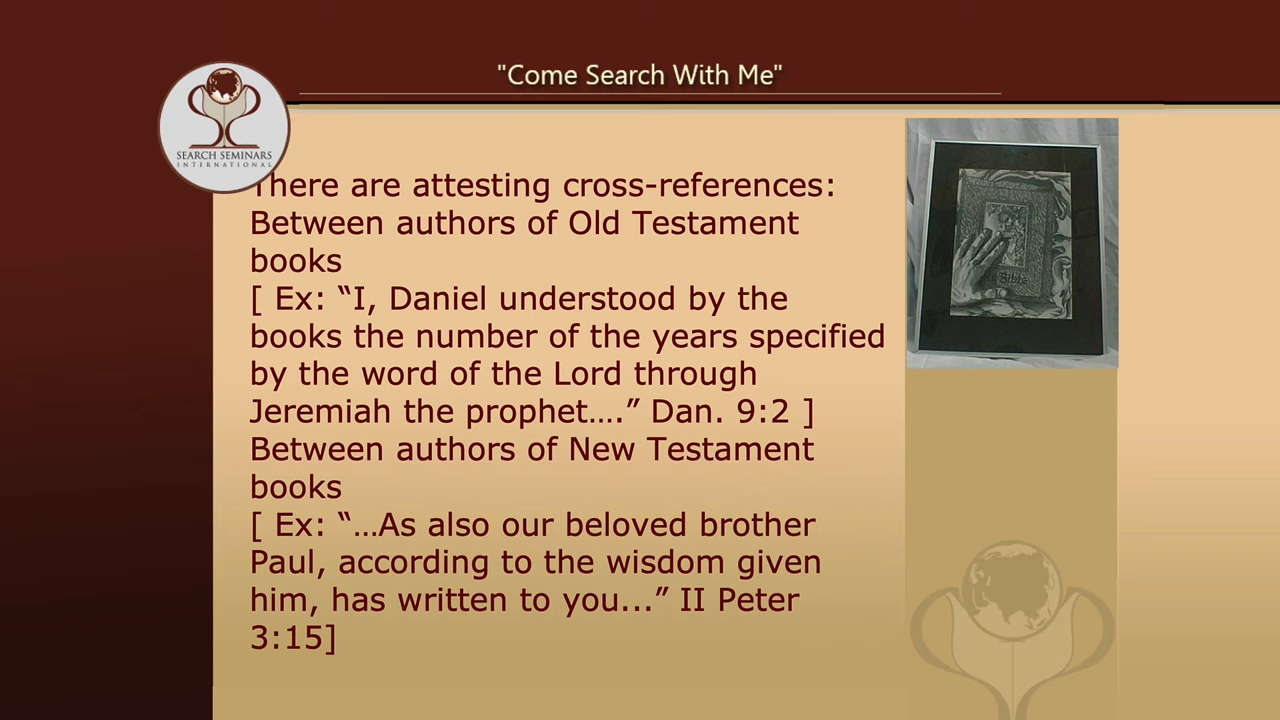 "Come Search With Me"
SEARCH SEMINARS
INTERNATIONAL
There are attesting cross-references:
Between authors of Old Testament
books
[ Ex: “I, Daniel understood by the
books the number of the years specified
by the word of the Lord through
Jeremiah the prophet….” Dan. 9:2 ]
Between authors of New Testament
books
[ Ex: “…As also our beloved brother
Paul, according to the wisdom given
him, has written to you...” II Peter
3:15]
Bible